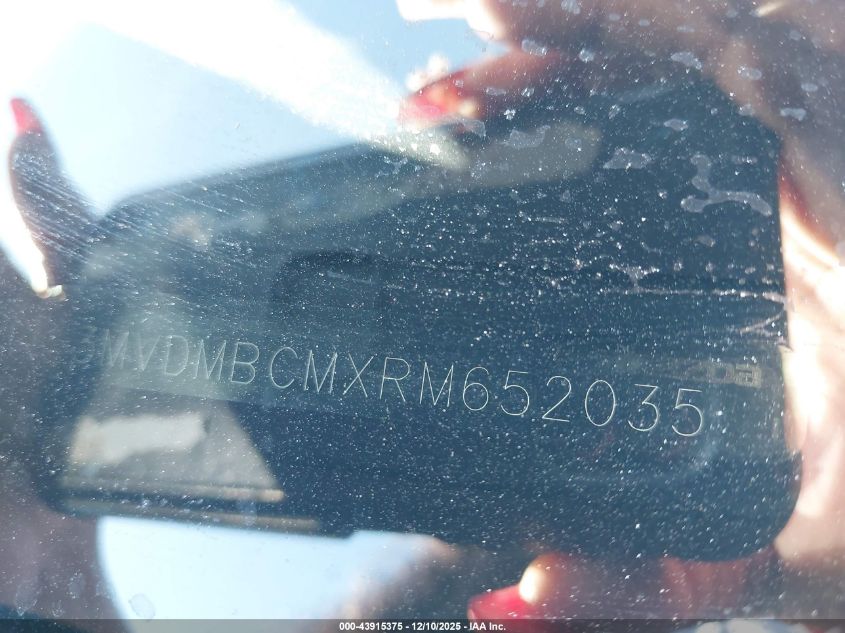 MVDMBCMXRM652035
000-43915375 - 12/10/2025 - IAA Inc.